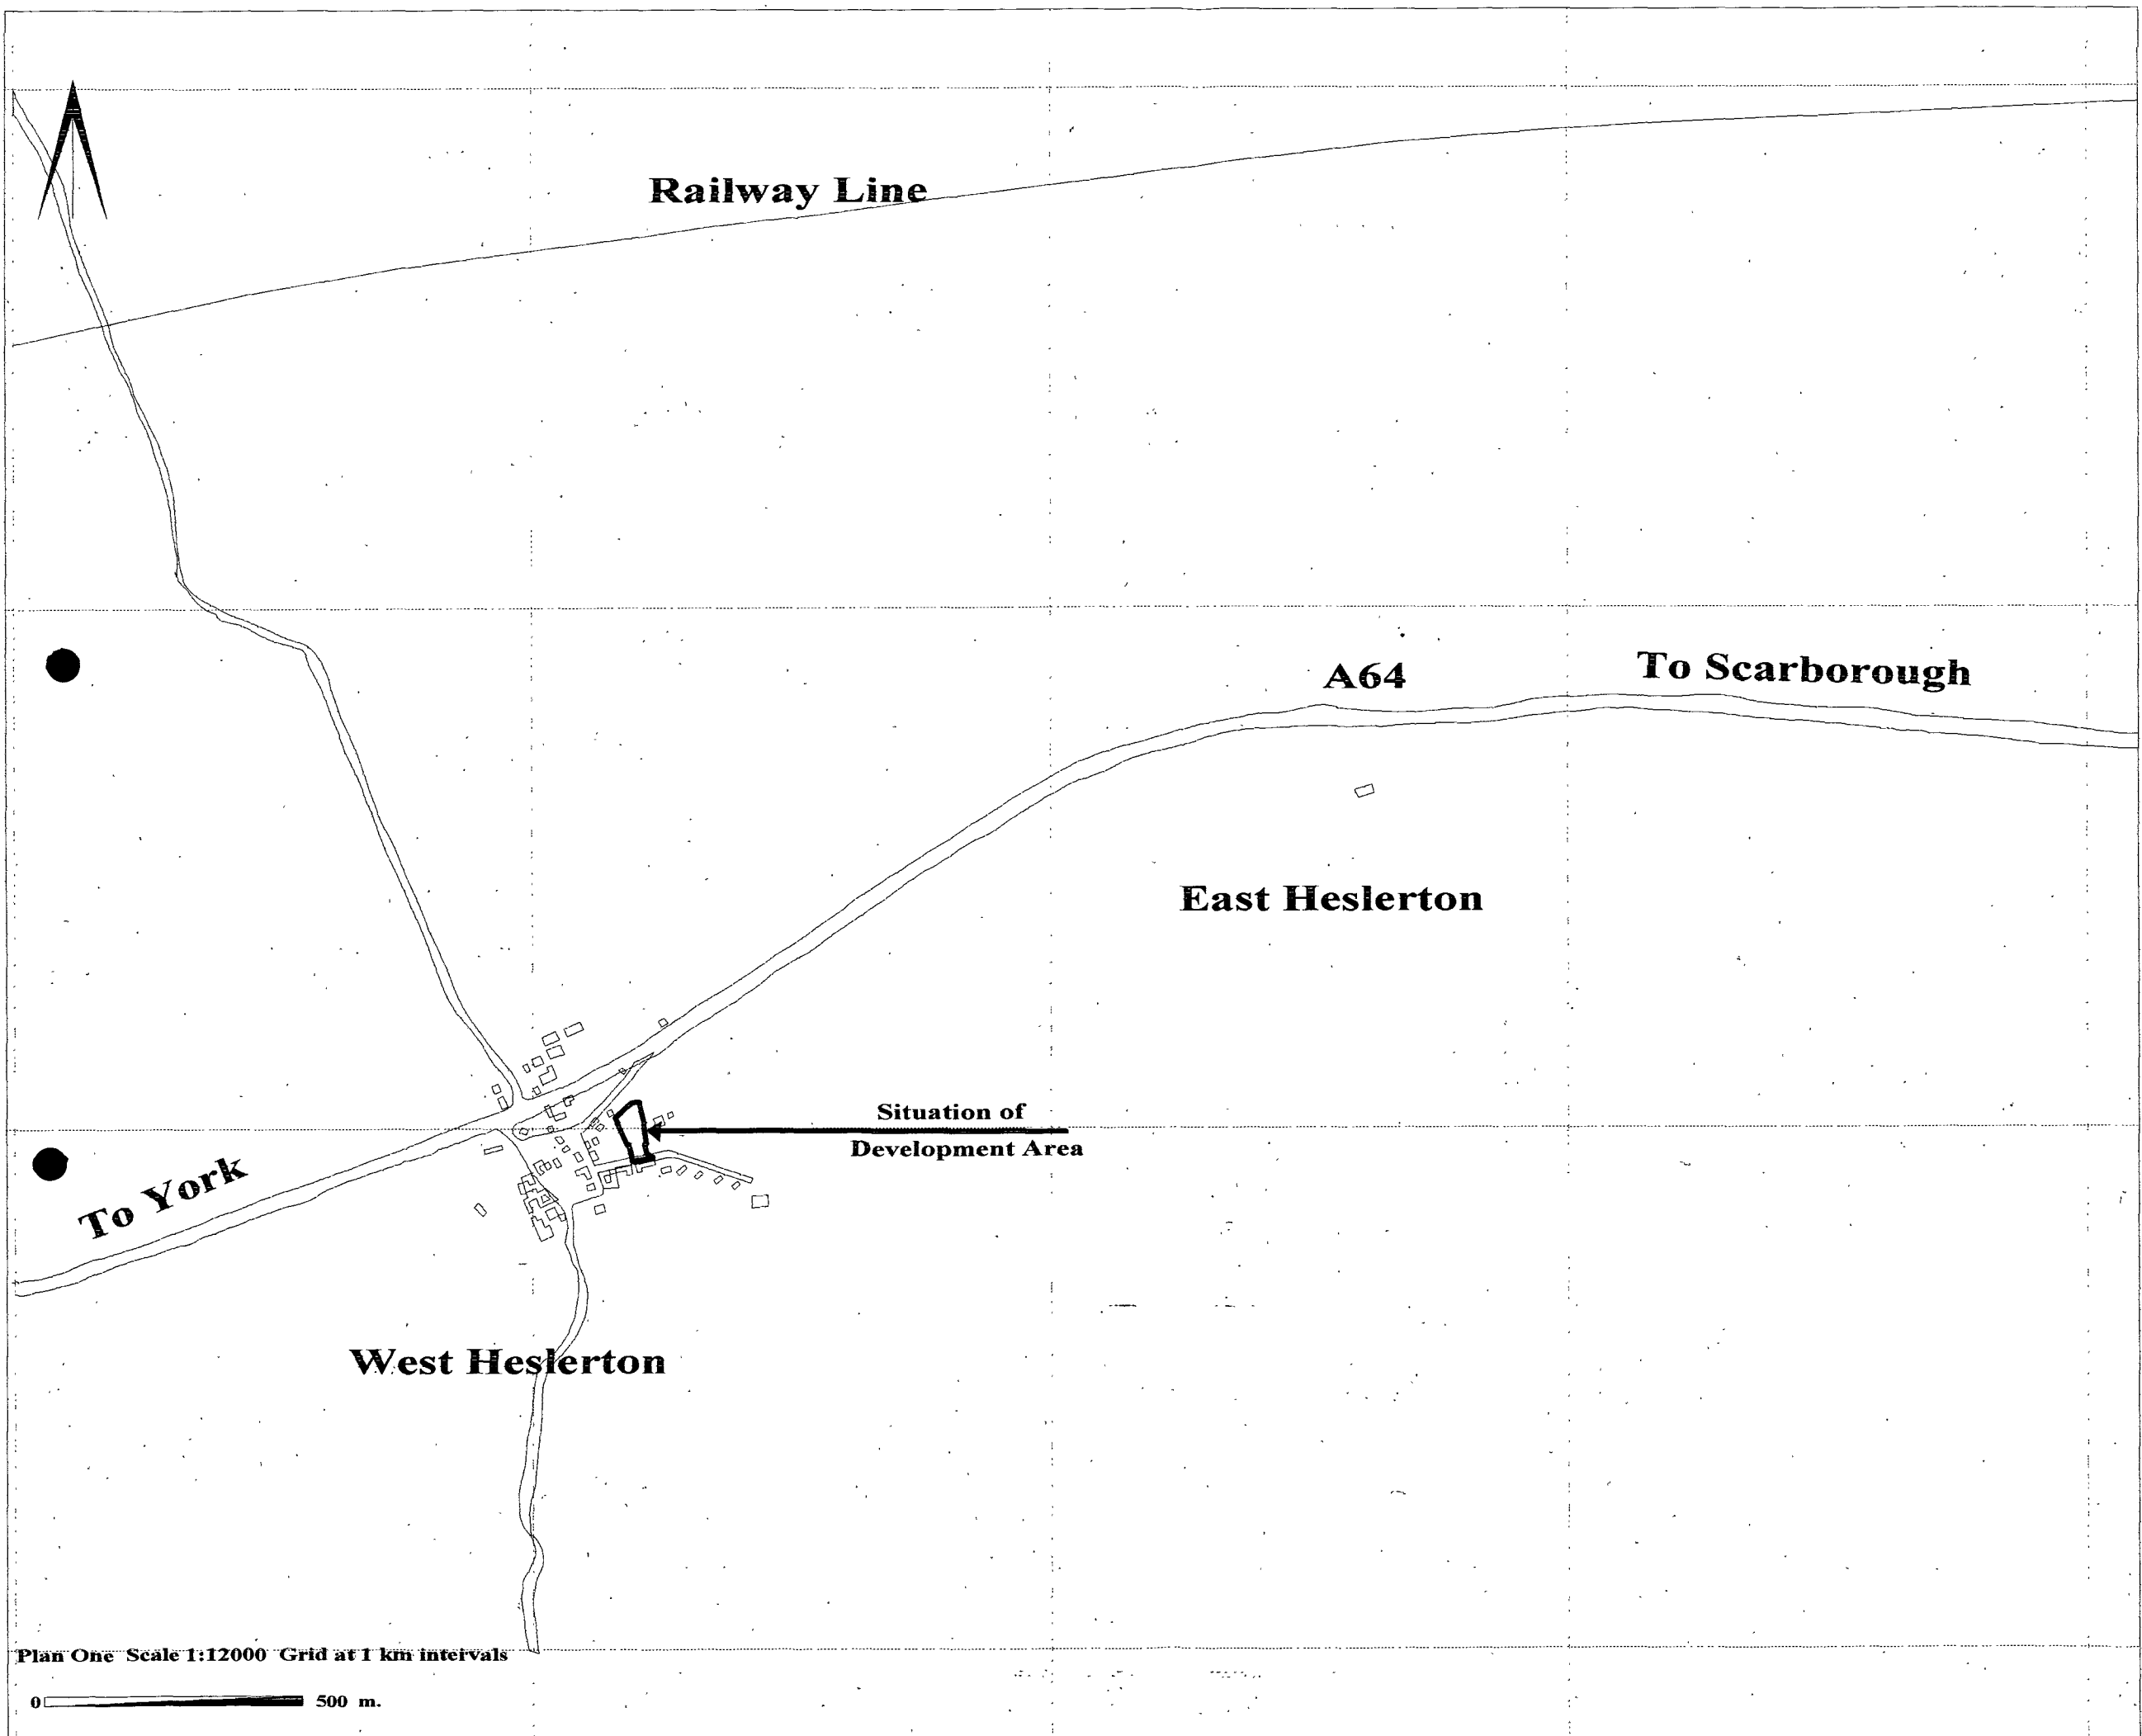 Railway Line
A64
To Scarborough
East Heslerton
Situation of
Development Area
To York
West Heslerton
Plan One Scale 1:12000 Grid at 1 km intervals
0 500 m.